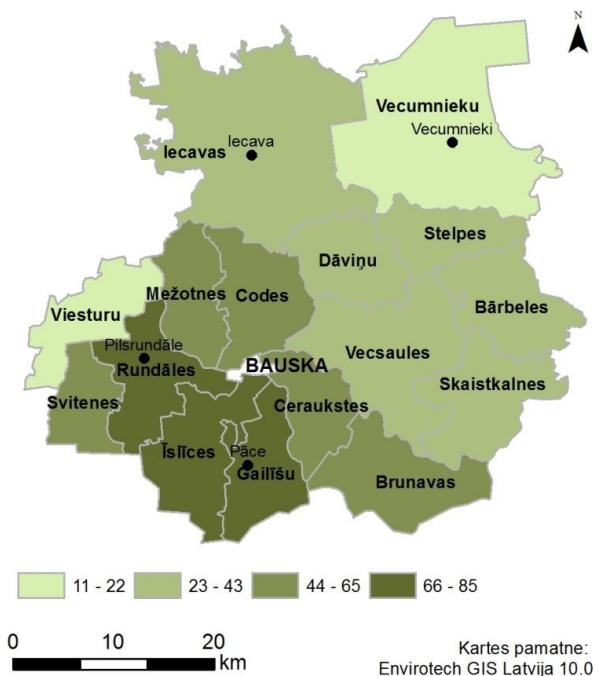 N
Vecumnieku
Vecumnieki
Iecava
Iecavas
Stelpes
Dāviņu
Mežotnes
Codes
Bārbeles
Viesturu
Pilsrundāle
Rundāles
BAUSKA
Vecsaules
Skaistkalnes
Svitenes
Ceraukstes
Īslīces
Pāce
Gailīšu
Brunavas
11 - 22
23 - 43
44 - 65
66 - 85
0 10 20
km
Kartes pamatne:
Envirotech GIS Latvija 10.0